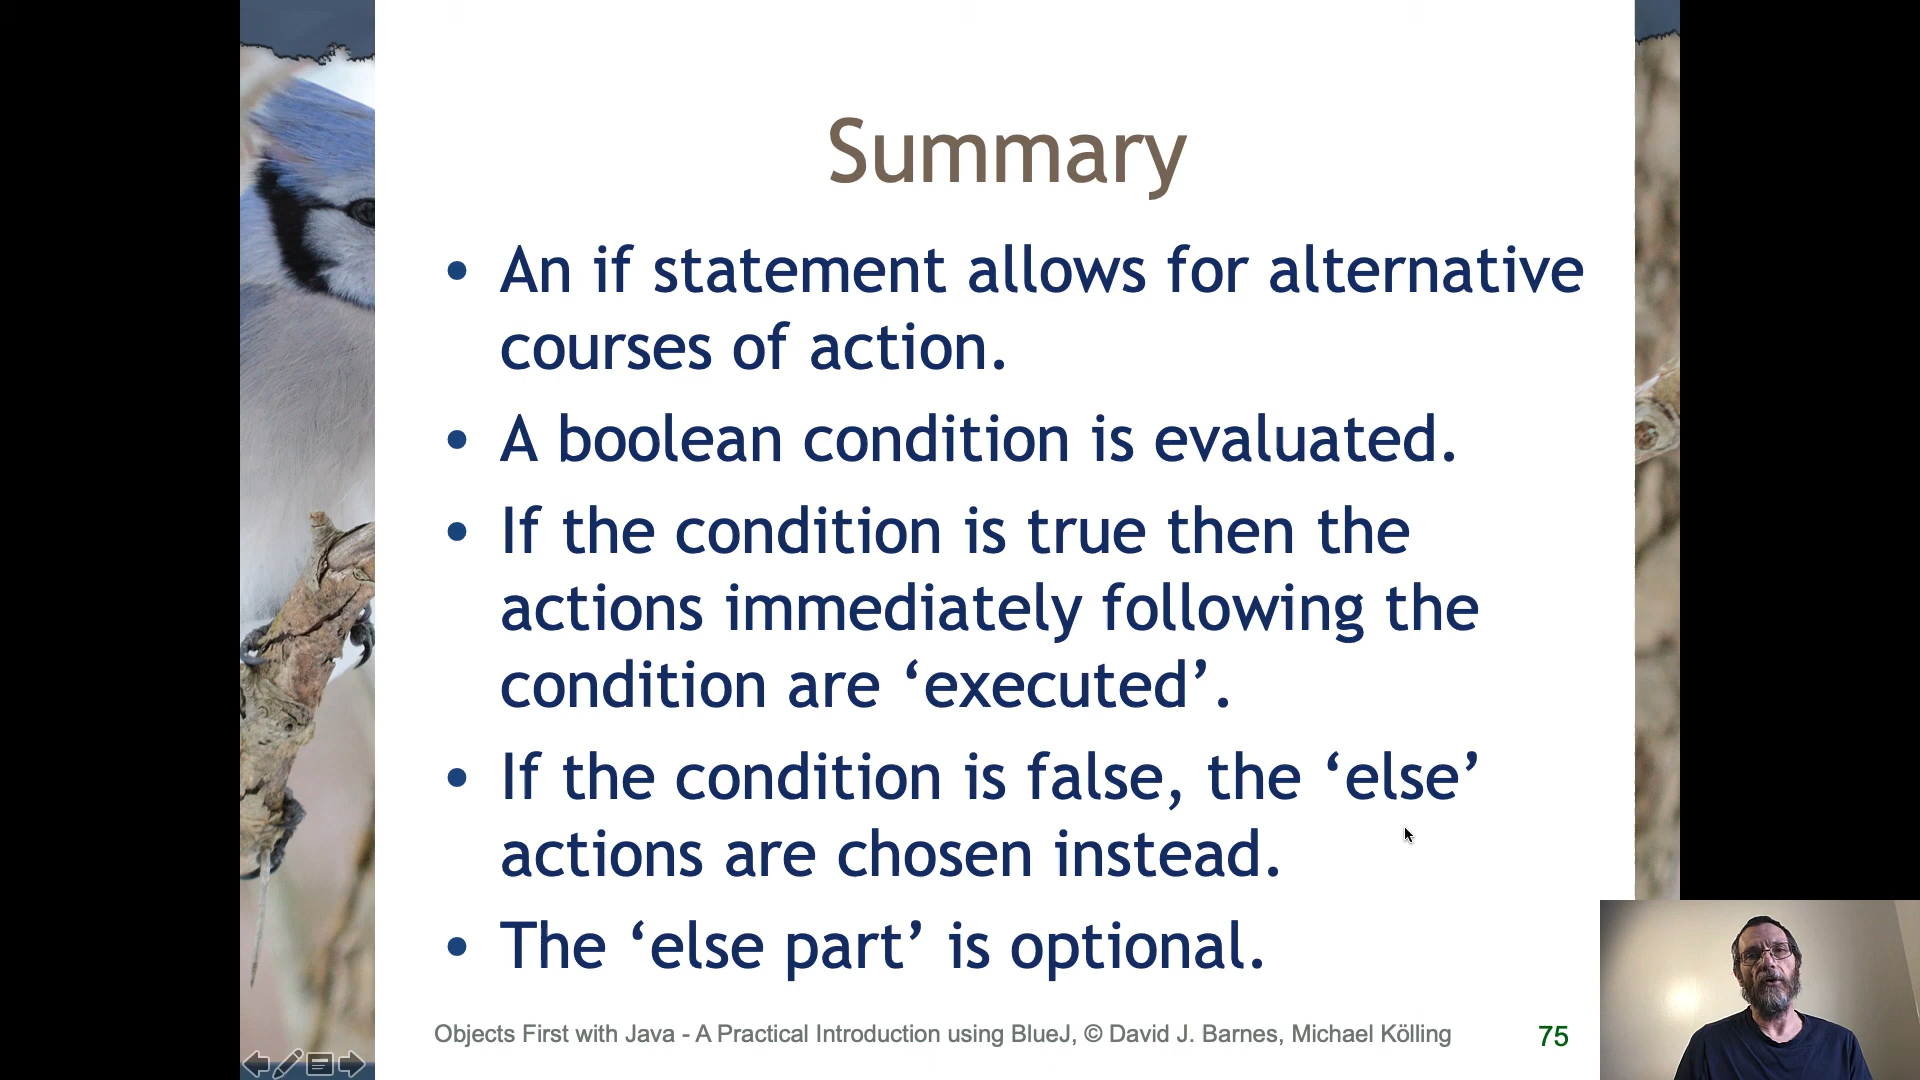 Summary
• An if statement allows for alternative
courses of action.
• A boolean condition is evaluated.
• If the condition is true then the
actions immediately following the
condition are ‘executed’.
• If the condition is false, the ‘else’
actions are chosen instead.
• The ‘else part’ is optional.
Objects First with Java - A Practical Introduction using BlueJ, © David J. Barnes, Michael Kölling
75